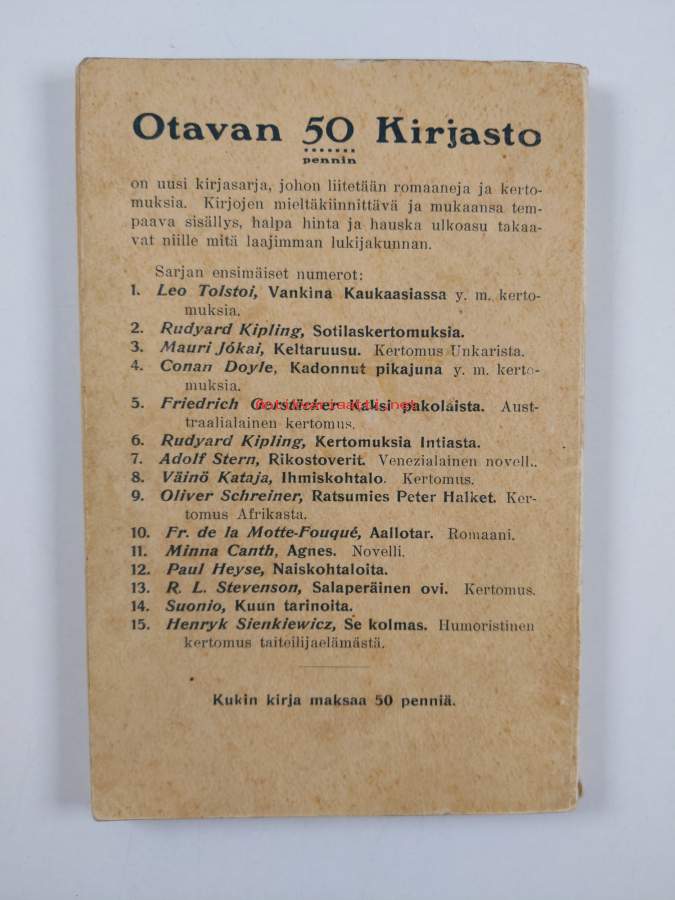 Otavan 50 Kirjasto
pennin
on uusi kirjasarja, johon liitetään romaaneja ja kerto-
muksia. Kirjojen mieltäkiinnittävä ja mukaansa tem-
paava sisällys, halpa hinta ja hauska ulkoasu takaa-
vat niille mitä laajimman lukijakunnan.
Sarjan ensimäiset numerot:
1. Leo Tolstoi, Vankina Kaukaasiassa y. m. kerto-
muksia.
2. Rudyard Kipling, Sotilaskertomuksia.
3. Mauri Jókai, Keltaruusu. Kertomus Unkarista.
4. Conan Doyle, Kadonnut pikajuna y. m. kerto-
muksia.
5. Friedrich Gerstäcker, Kaksi pakolaista. Aust-
traalialainen kertomus.
6. Rudyard Kipling, Kertomuksia Intiasta.
7. Adolf Stern, Rikostoverit. Venezialainen novelli.
8. Väinö Kataja, Ihmiskohtalo. Kertomus.
9. Oliver Schreiner, Ratsumies Peter Halket. Ker-
tomus Afrikasta.
10. Fr. de la Motte-Fouqué, Aallotar. Romaani.
11. Minna Canth, Agnes. Novelli.
12. Paul Heyse, Naiskohtaloita.
13. R. L. Stevenson, Salaperäinen ovi. Kertomus.
14. Suonio, Kuun tarinoita.
15. Henryk Sienkiewicz, Se kolmas. Humoristinen
kertomus taiteilijaelämästä.
Kukin kirja maksaa 50 penniä.